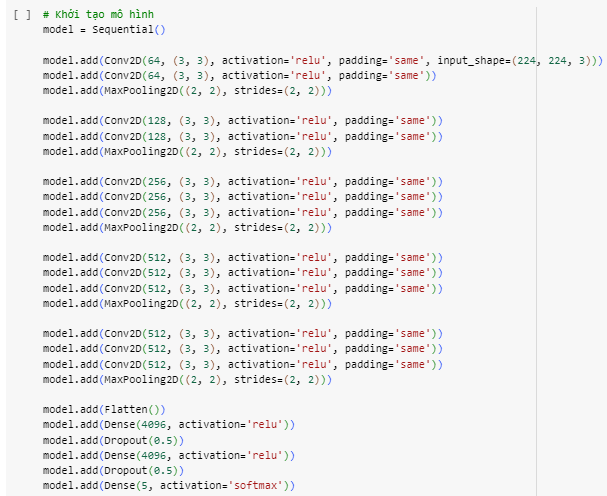 [ ] # Khởi tạo mô hình
model = Sequential()
model.add(Conv2D(64, (3, 3), activation='relu', padding='same', input_shape=(224, 224, 3)))
model.add(Conv2D(64, (3, 3), activation='relu', padding='same'))
model.add(MaxPooling2D((2, 2), strides=(2, 2)))
model.add(Conv2D(128, (3, 3), activation='relu', padding='same'))
model.add(Conv2D(128, (3, 3), activation='relu', padding='same'))
model.add(MaxPooling2D((2, 2), strides=(2, 2)))
model.add(Conv2D(256, (3, 3), activation='relu', padding='same'))
model.add(Conv2D(256, (3, 3), activation='relu', padding='same'))
model.add(Conv2D(256, (3, 3), activation='relu', padding='same'))
model.add(MaxPooling2D((2, 2), strides=(2, 2)))
model.add(Conv2D(512, (3, 3), activation='relu', padding='same'))
model.add(Conv2D(512, (3, 3), activation='relu', padding='same'))
model.add(Conv2D(512, (3, 3), activation='relu', padding='same'))
model.add(MaxPooling2D((2, 2), strides=(2, 2)))
model.add(Conv2D(512, (3, 3), activation='relu', padding='same'))
model.add(Conv2D(512, (3, 3), activation='relu', padding='same'))
model.add(Conv2D(512, (3, 3), activation='relu', padding='same'))
model.add(MaxPooling2D((2, 2), strides=(2, 2)))
model.add(Flatten())
model.add(Dense(4096, activation='relu'))
model.add(Dropout(0.5))
model.add(Dense(4096, activation='relu'))
model.add(Dropout(0.5))
model.add(Dense(5, activation='softmax'))